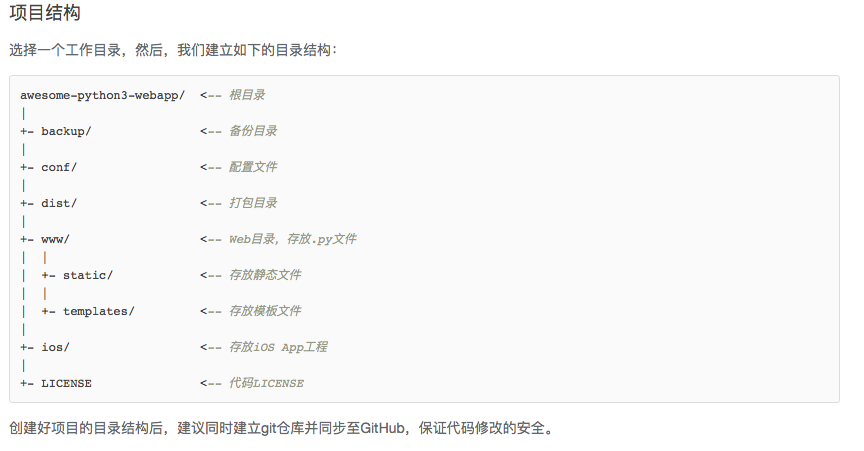 项目结构
选择一个工作目录，然后，我们建立如下的目录结构：
awesome-python3-webapp/  <-- 根目录
|
+- backup/               <-- 备份目录
|
+- conf/                 <-- 配置文件
|
+- dist/                 <-- 打包目录
|
+- www/                  <-- Web目录，存放.py文件
|  |
|  +- static/            <-- 存放静态文件
|  |
|  +- templates/         <-- 存放模板文件
|
+- ios/                  <-- 存放iOS App工程
|
+- LICENSE               <-- 代码LICENSE
创建好项目的目录结构后，建议同时建立git仓库并同步至GitHub，保证代码修改的安全。